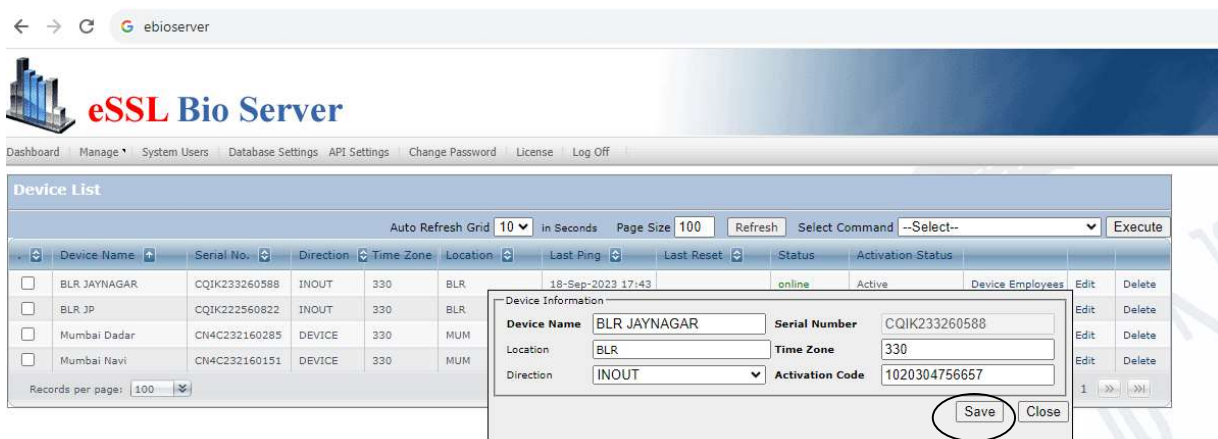 ebioserver
eSSL Bio Server
Dashboard Manage System Users Database Settings API Settings Change Password License Log Off
Device List
Auto Refresh Grid 10 in Seconds Page Size 100 Refresh Select Command --Select-- Execute
. Device Name Serial No. Direction Time Zone Location Last Ping Last Reset Status Activation Status
BLR JAYNAGAR CQIK233260588 INOUT 330 BLR 18-Sep-2023 17:43 online Active Device Employees Edit Delete
BLR JP CQIK222560822 INOUT 330 BLR Edit Delete
Mumbai Dadar CN4C232160285 DEVICE 330 MUM Edit Delete
Mumbai Navi CN4C232160151 DEVICE 330 MUM Edit Delete
Records per page: 100 1
Device Information
Device Name BLR JAYNAGAR Serial Number CQIK233260588
Location BLR Time Zone 330
Direction INOUT Activation Code 1020304756657
Save Close